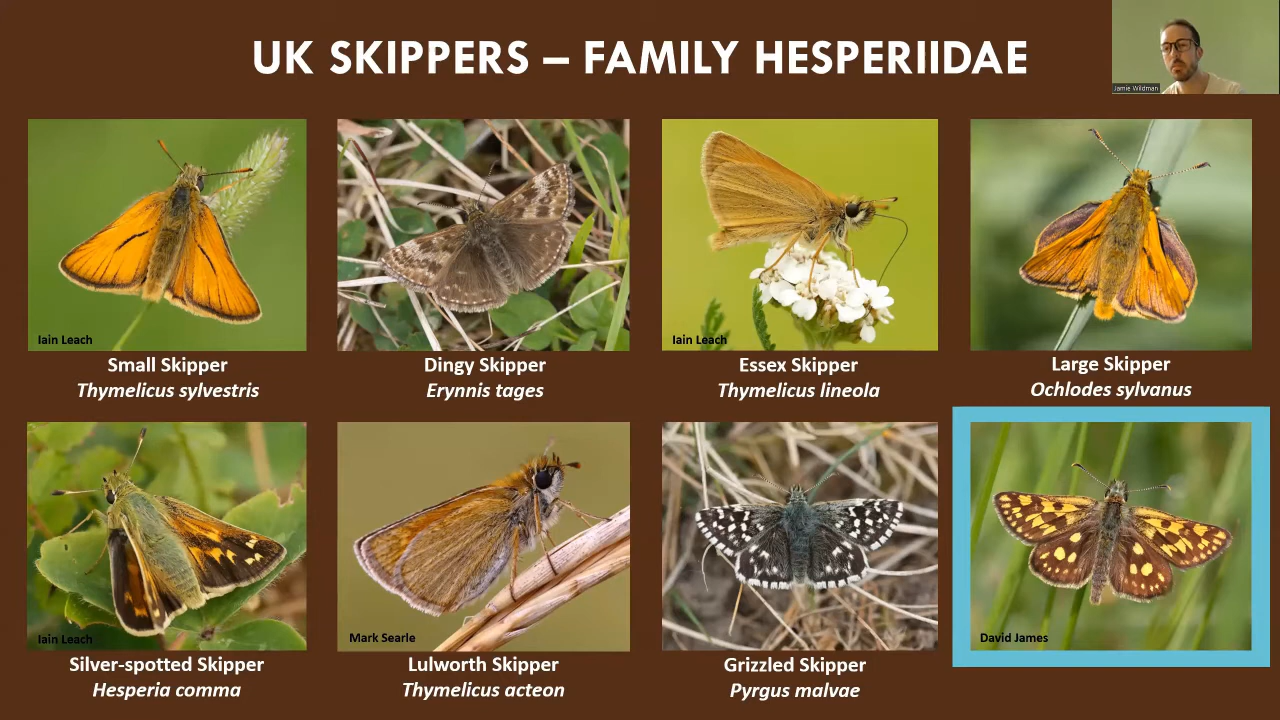 UK SKIPPERS – FAMILY HESPERIIDAE
Jamie Wildman
Iain Leach
Small Skipper
Thymelicus sylvestris
Dingy Skipper
Erynnis tages
Iain Leach
Essex Skipper
Thymelicus lineola
Large Skipper
Ochlodes sylvanus
Iain Leach
Silver-spotted Skipper
Hesperia comma
Mark Searle
Lulworth Skipper
Thymelicus acteon
Grizzled Skipper
Pyrgus malvae
David James